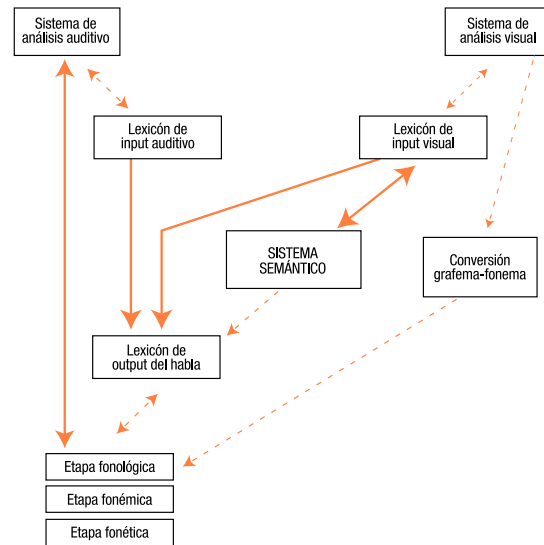 Sistema de
análisis auditivo
Sistema de
análisis visual
Lexicón de
input auditivo
Lexicón de
input visual
SISTEMA
SEMÁNTICO
Conversión
grafema-fonema
Lexicón de
output del habla
Etapa fonológica
Etapa fonémica
Etapa fonética